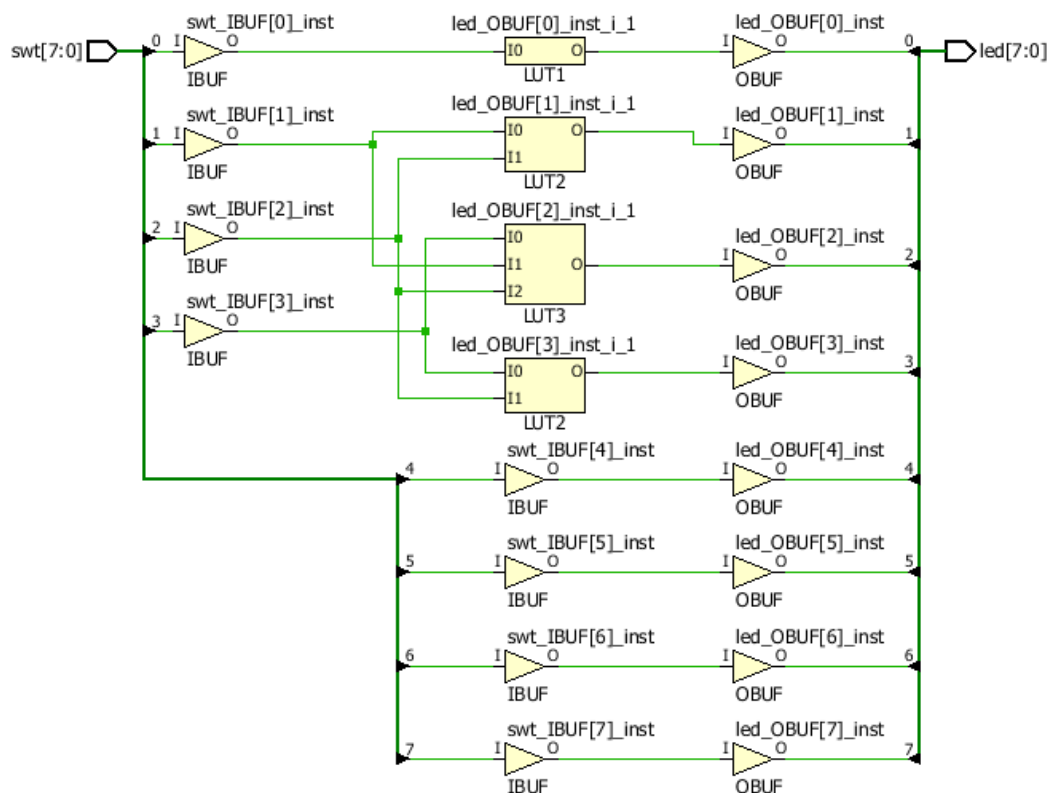 swt_IBUF[0]_inst led_OBUF[0]_inst_i_1 led_OBUF[0]_inst
swt[7:0] 0 I O I0 O I O 0 led[7:0]
IBUF LUT1 OBUF
swt_IBUF[1]_inst led_OBUF[1]_inst_i_1 led_OBUF[1]_inst
1 I O I0 O I O 1
I1
IBUF LUT2 OBUF
swt_IBUF[2]_inst led_OBUF[2]_inst_i_1 led_OBUF[2]_inst
2 I O I0
I1 O I O 2
IBUF I2 OBUF
swt_IBUF[3]_inst LUT3
3 I O
IBUF led_OBUF[3]_inst_i_1 led_OBUF[3]_inst
I0 O I O 3
I1
LUT2 OBUF
swt_IBUF[4]_inst led_OBUF[4]_inst
4 I O I O 4
IBUF OBUF
swt_IBUF[5]_inst led_OBUF[5]_inst
5 I O I O 5
IBUF OBUF
swt_IBUF[6]_inst led_OBUF[6]_inst
6 I O I O 6
IBUF OBUF
swt_IBUF[7]_inst led_OBUF[7]_inst
7 I O I O 7
IBUF OBUF